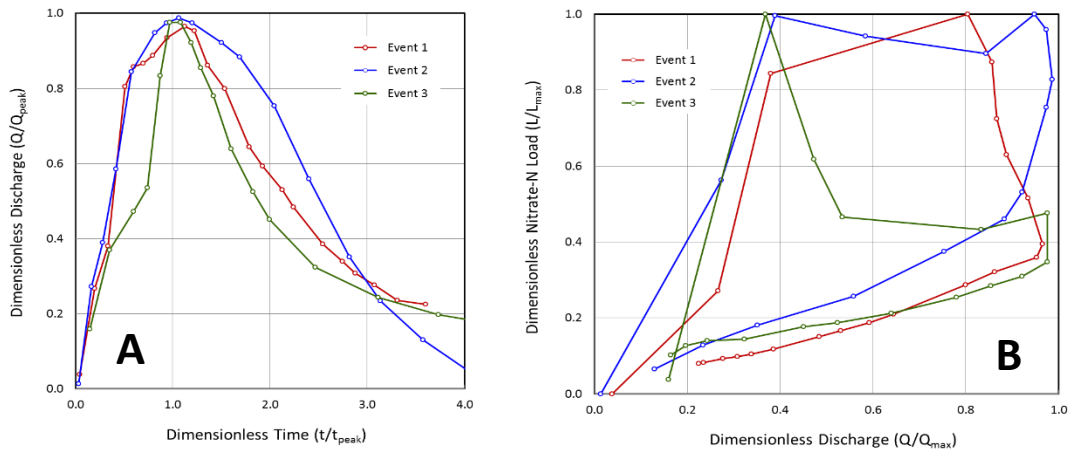 Dimensionless Discharge (Q/Qpeak)
1.0
0.8
0.6
0.4
0.2
0.0
Event 1
Event 2
Event 3
A
0.0 1.0 2.0 3.0 4.0
Dimensionless Time (t/tpeak)
Dimensionless Nitrate-N Load (L/Lmax)
1.0
0.8
0.6
0.4
0.2
0.0
Event 1
Event 2
Event 3
B
0.0 0.2 0.4 0.6 0.8 1.0
Dimensionless Discharge (Q/Qmax)